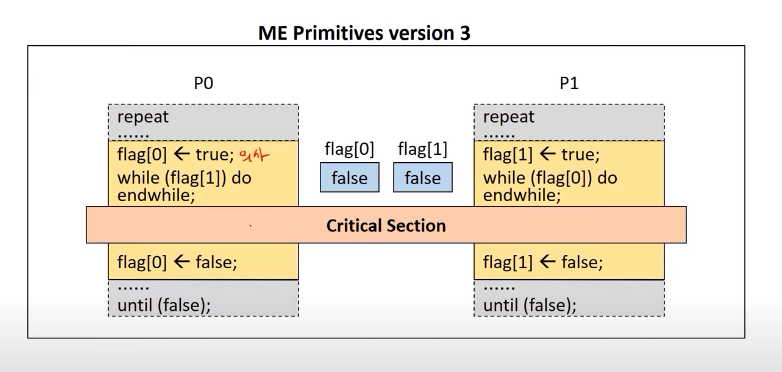 ME Primitives version 3
P0
repeat
......
flag[0] ← true; 의사
while (flag[1]) do
endwhile;
flag[0] flag[1]
false false
P1
repeat
......
flag[1] ← true;
while (flag[0]) do
endwhile;
Critical Section
flag[0] ← false;
......
until (false);
flag[1] ← false;
......
until (false);